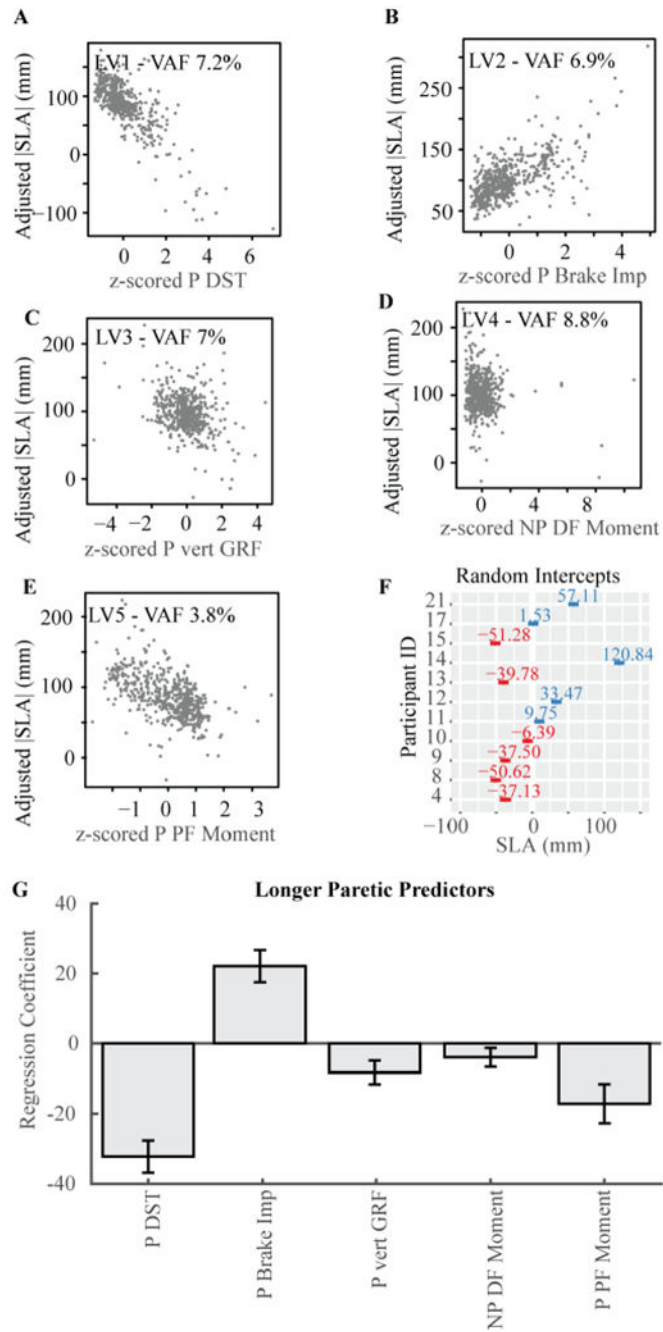 A
LV1 - VAF 7.2%
Adjusted |SLA| (mm)
100
0
−100
0 2 4 6
z-scored P DST
B
LV2 - VAF 6.9%
Adjusted |SLA| (mm)
250
150
50
0 2 4
z-scored P Brake Imp
C
LV3 - VAF 7%
Adjusted |SLA| (mm)
200
100
0
−4 −2 0 2 4
z-scored P vert GRF
D
LV4 - VAF 8.8%
Adjusted |SLA| (mm)
200
100
0
0 4 8
z-scored NP DF Moment
E
LV5 - VAF 3.8%
Adjusted |SLA| (mm)
200
100
0
−1 0 1 2 3
z-scored P PF Moment
F
Random Intercepts
Participant ID
21 57.11
17 1.53
15 −51.28
14 120.84
13 −39.78
12 33.47
11 9.75
10 −6.39
9 −37.50
8 −50.62
4 −37.13
−100 0 100
SLA (mm)
G
Longer Paretic Predictors
Regression Coefficient
40
20
0
-20
-40
P DST
P Brake Imp
P vert GRF
NP DF Moment
P PF Moment